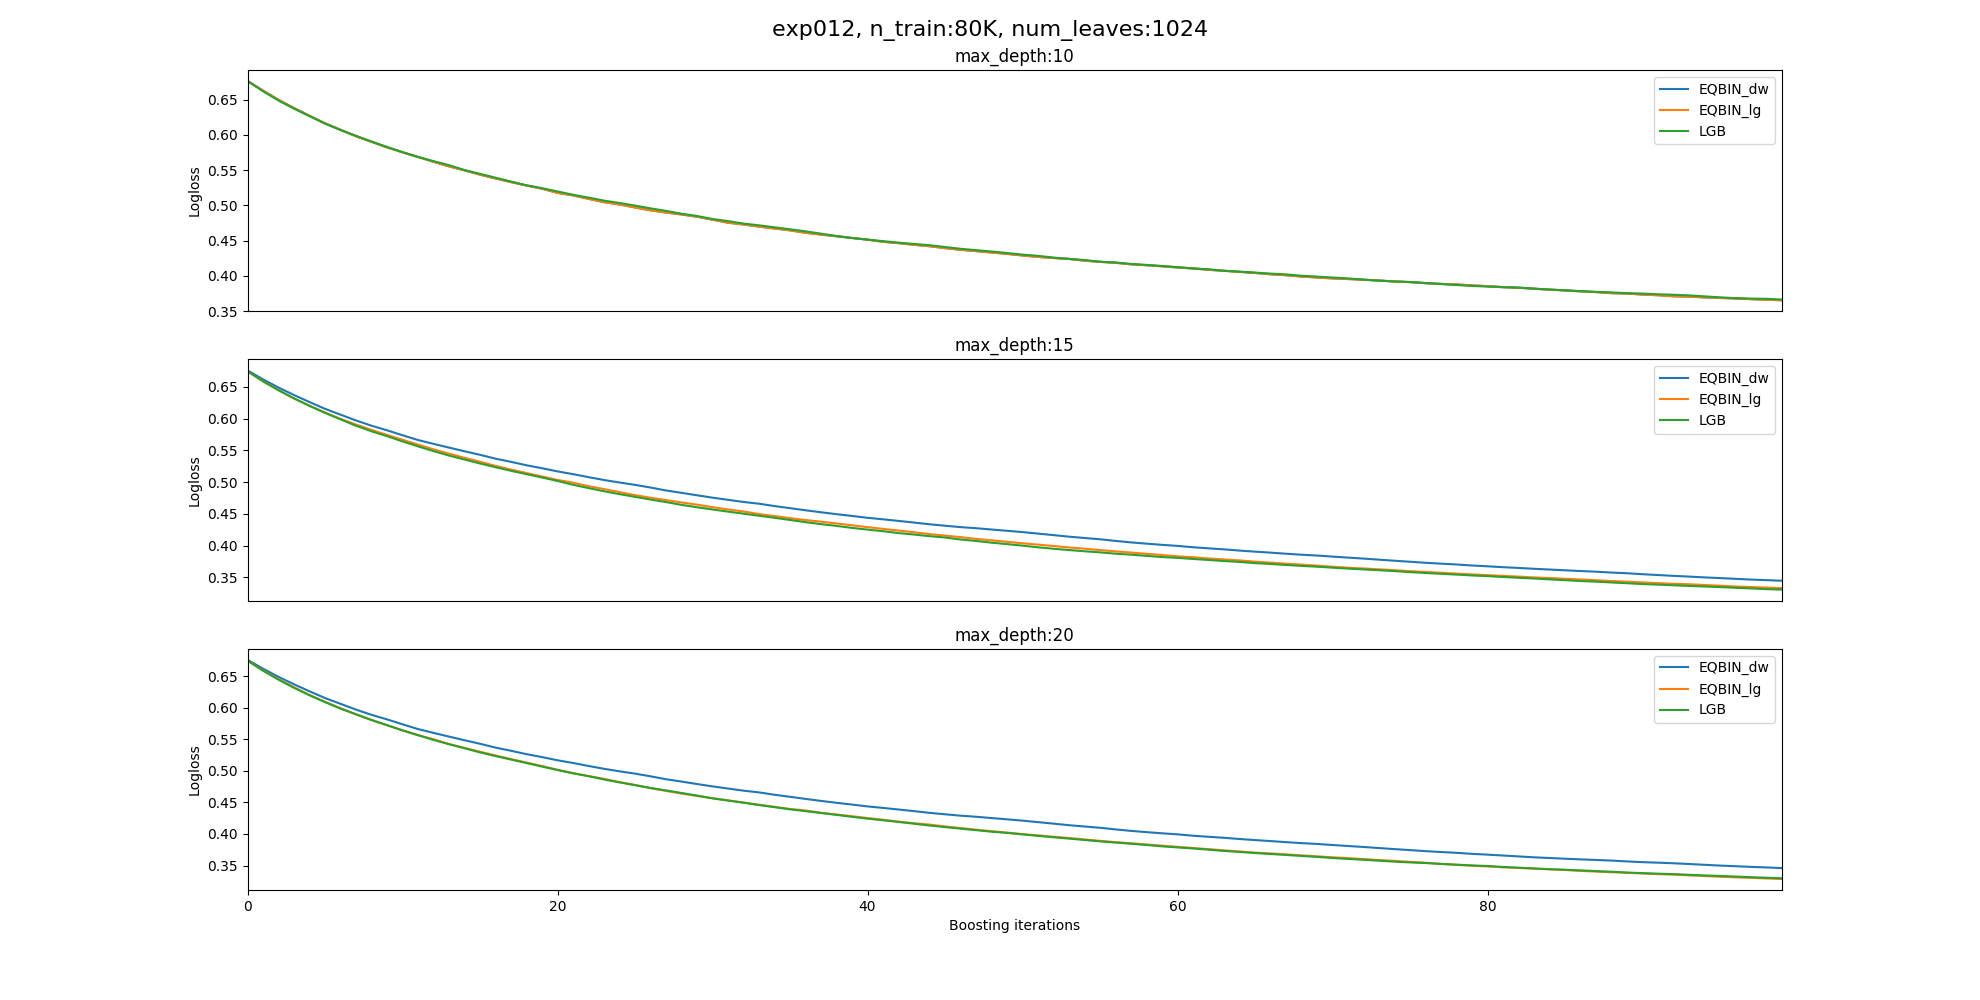 exp012, n_train:80K, num_leaves:1024
max_depth:10
0.65
0.60
0.55
0.50
0.45
0.40
0.35
Logloss
EQBIN_dw
EQBIN_lg
LGB
max_depth:15
0.65
0.60
0.55
0.50
0.45
0.40
0.35
Logloss
EQBIN_dw
EQBIN_lg
LGB
max_depth:20
0.65
0.60
0.55
0.50
0.45
0.40
0.35
Logloss
EQBIN_dw
EQBIN_lg
LGB
0 20 40 60 80
Boosting iterations